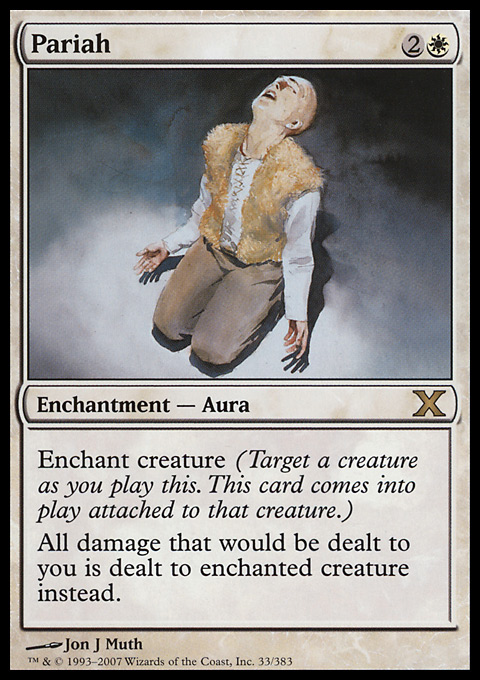 Pariah 2
Enchantment — Aura X
Enchant creature (Target a creature
as you play this. This card comes into
play attached to that creature.)
All damage that would be dealt to
you is dealt to enchanted creature
instead.
Jon J Muth
™ & © 1993–2007 Wizards of the Coast, Inc. 33/383